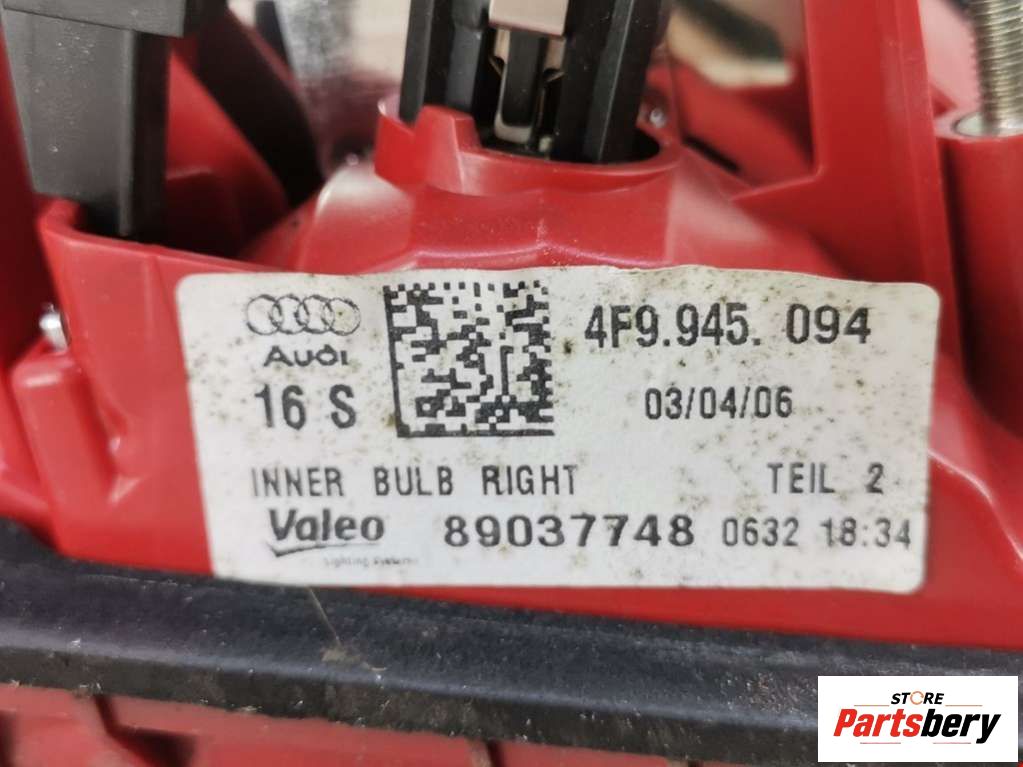 4F9.945. 094
AUDI
16 S
03/04/06
INNER BULB RIGHT TEIL 2
Valeo 89037748 0632 18:34
Lighting Systems
STORE
Partsbery